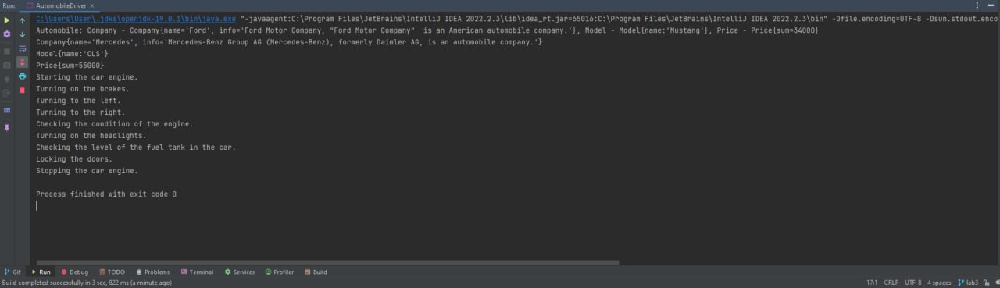 Run: AutomobileDriver ×
C:\Users\User\.jdks\openjdk-19.0.1\bin\java.exe "-javaagent:C:\Program Files\JetBrains\IntelliJ IDEA 2022.2.3\lib\idea_rt.jar=65016:C:\Program Files\JetBrains\IntelliJ IDEA 2022.2.3\bin" -Dfile.encoding=UTF-8 -Dsun.stdout.enco
Automobile: Company - Company{name='Ford', info='Ford Motor Company, "Ford Motor Company"  is an American automobile company.'}, Model - Model{name:'Mustang'}, Price - Price{sum=34000}
Company{name='Mercedes', info='Mercedes-Benz Group AG (Mercedes-Benz), formerly Daimler AG, is an automobile company.'}
Model{name:'CLS'}
Price{sum=55000}
Starting the car engine.
Turning on the brakes.
Turning to the left.
Turning to the right.
Checking the condition of the engine.
Turning on the headlights.
Checking the level of the fuel tank in the car.
Locking the doors.
Stopping the car engine.
Process finished with exit code 0
Git Run Debug TODO Problems Terminal Services Profiler Build
Build completed successfully in 3 sec, 822 ms (a minute ago) 17:1 CRLF UTF-8 4 spaces lab3